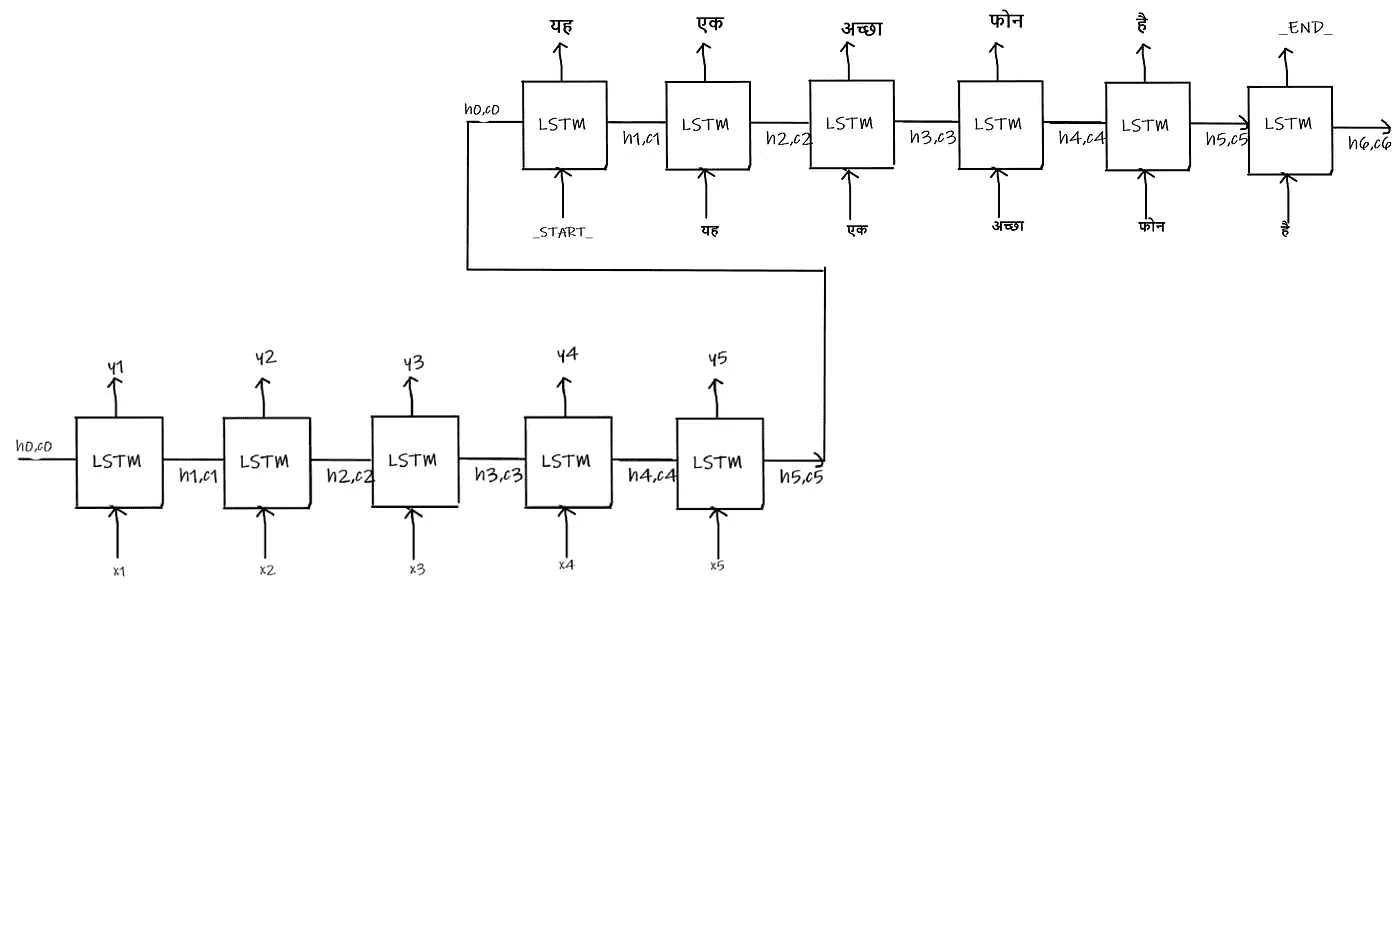 यह एक अच्छा फोन है _END_
h0,c0 LSTM LSTM LSTM LSTM LSTM LSTM
h1,c1 h2,c2 h3,c3 h4,c4 h5,c5 h6,c6
_START_ यह एक अच्छा फोन है
y1 y2 y3 y4 y5
h0,c0 LSTM LSTM LSTM LSTM LSTM
h1,c1 h2,c2 h3,c3 h4,c4 h5,c5
x1 x2 x3 x4 x5